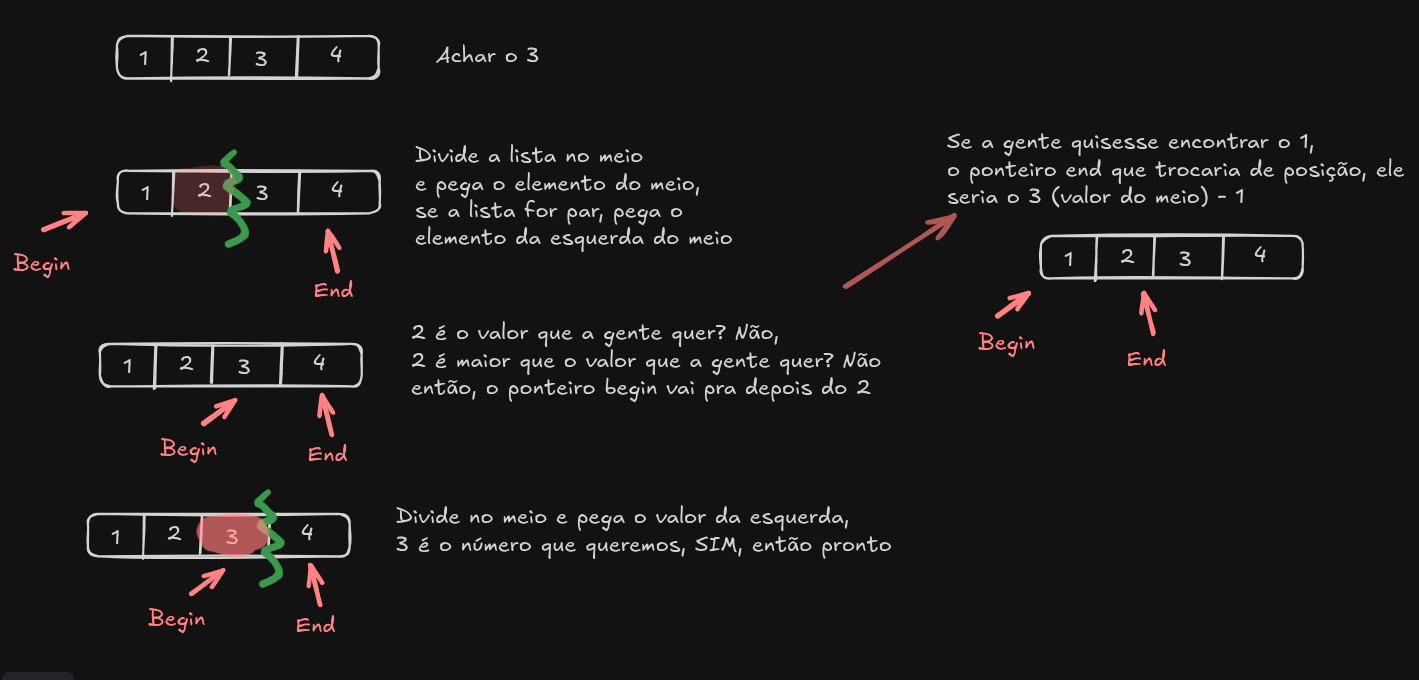 1 2 3 4
Achar o 3
1 2 3 4
Begin
End
Divide a lista no meio
e pega o elemento do meio,
se a lista for par, pega o
elemento da esquerda do meio
Se a gente quisesse encontrar o 1,
o ponteiro end que trocaria de posição, ele
seria o 3 (valor do meio) - 1
1 2 3 4
Begin
End
1 2 3 4
Begin
End
2 é o valor que a gente quer? Não,
2 é maior que o valor que a gente quer? Não
então, o ponteiro begin vai pra depois do 2
1 2 3 4
Begin
End
Divide no meio e pega o valor da esquerda,
3 é o número que queremos, SIM, então pronto